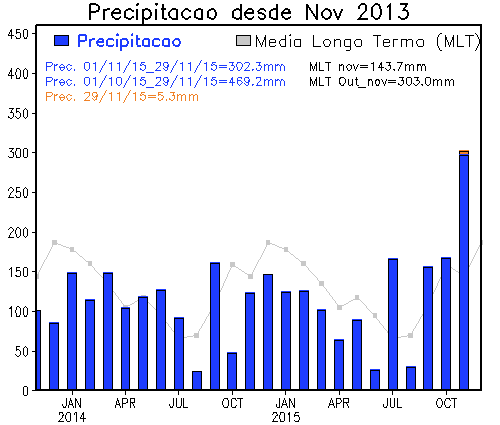 Precipitacao desde Nov 2013
Precipitacao
Media Longo Termo (MLT)
Prec. 01/11/15_29/11/15=302.3mm
MLT nov=143.7mm
Prec. 01/10/15_29/11/15=469.2mm
MLT Out_nov=303.0mm
Prec. 29/11/15=5.3mm
450
400
350
300
250
200
150
100
50
0
JAN APR JUL OCT JAN APR JUL OCT
2014 2015